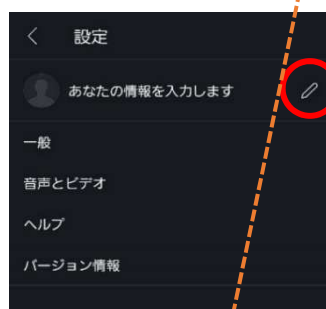 設定
あなたの情報を入力します
一般
音声とビデオ
ヘルプ
バージョン情報